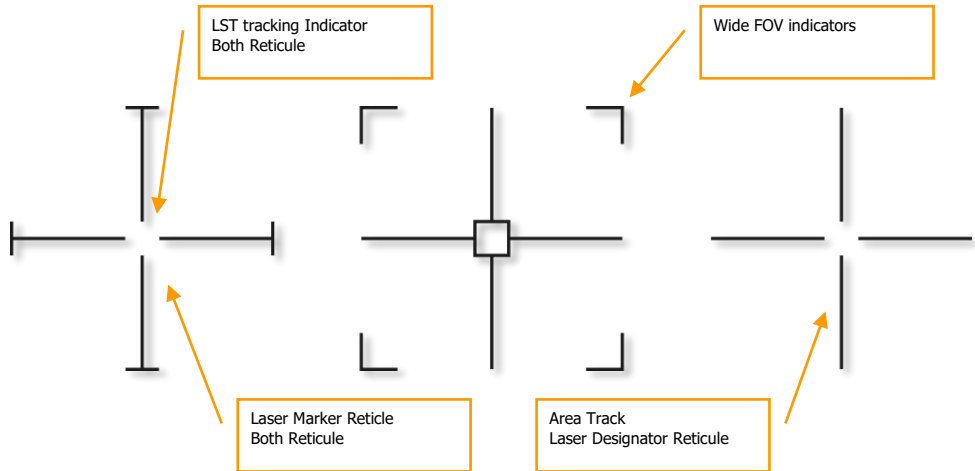 LST tracking Indicator
Both Reticule
Wide FOV indicators
Laser Marker Reticle
Both Reticule
Area Track
Laser Designator Reticule